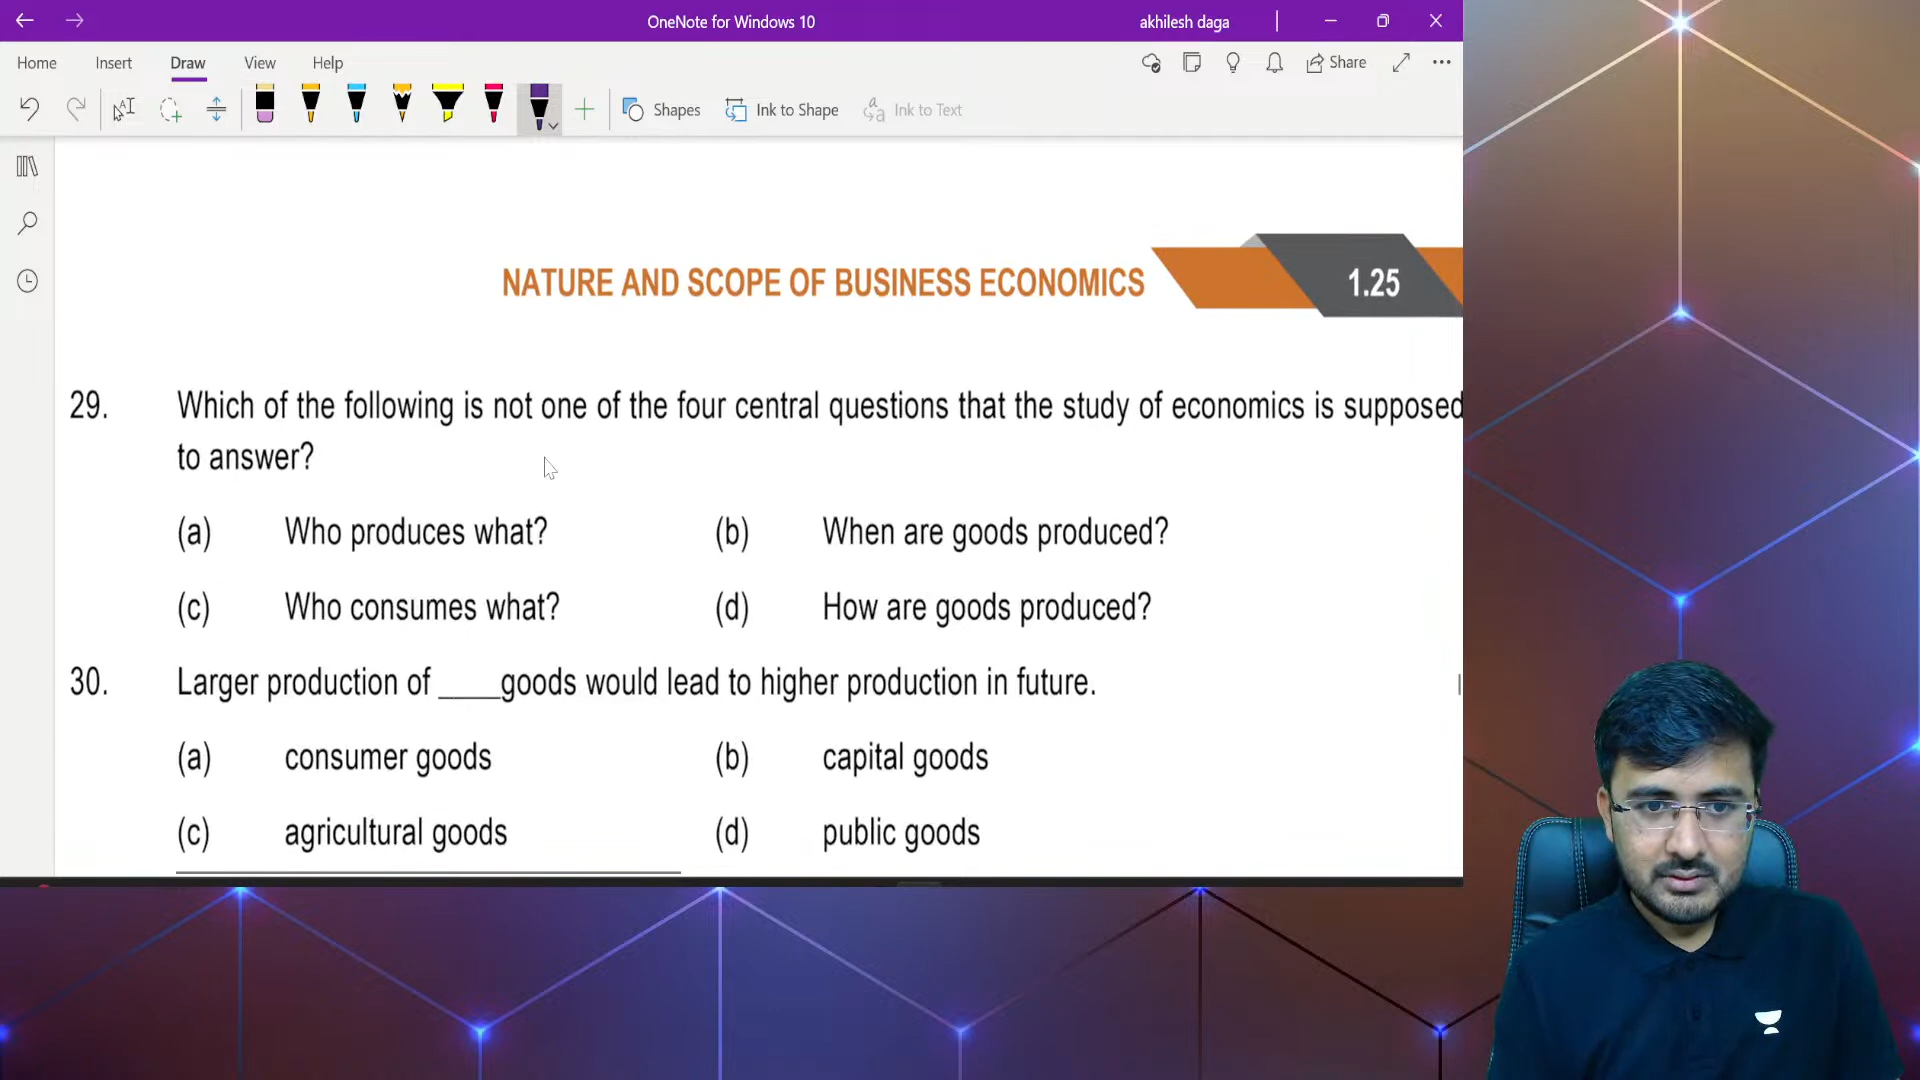 OneNote for Windows 10
akhilesh daga
Home Insert Draw View Help
Share
Shapes Ink to Shape Ink to Text
NATURE AND SCOPE OF BUSINESS ECONOMICS 1.25
29. Which of the following is not one of the four central questions that the study of economics is supposed
to answer?
(a) Who produces what? (b) When are goods produced?
(c) Who consumes what? (d) How are goods produced?
30. Larger production of ____goods would lead to higher production in future.
(a) consumer goods (b) capital goods
(c) agricultural goods (d) public goods